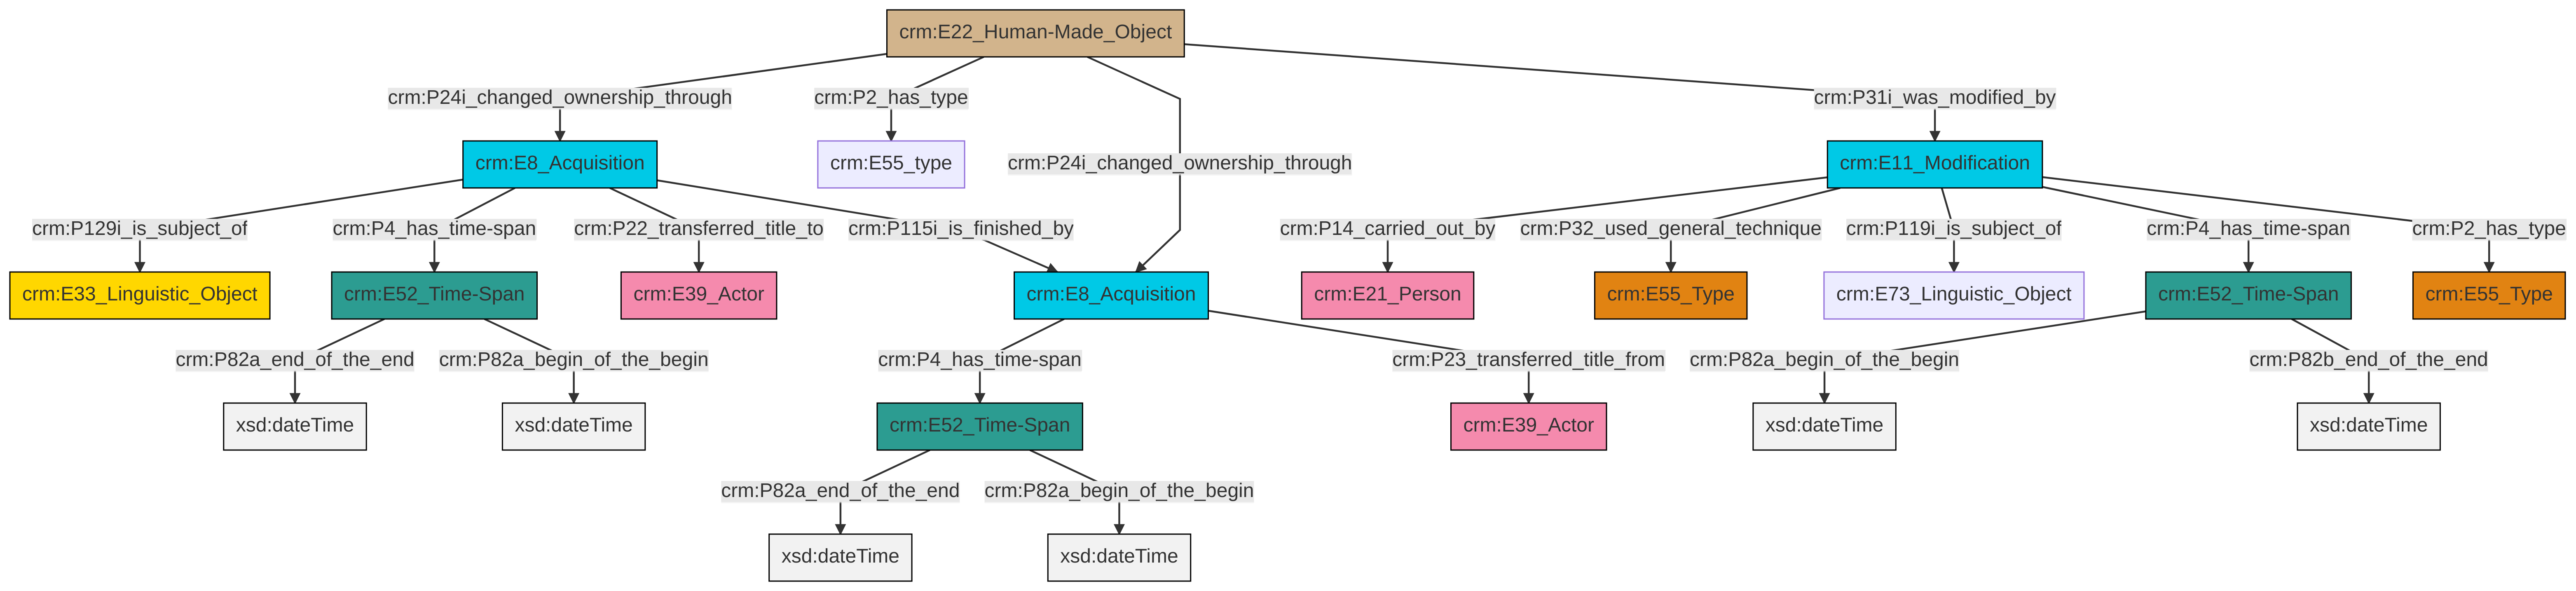 crm:E22_Human-Made_Object
crm:P24i_changed_ownership_through
crm:P2_has_type
crm:P31i_was_modified_by
crm:E8_Acquisition
crm:E55_type
crm:P24i_changed_ownership_through
crm:E11_Modification
crm:P129i_is_subject_of
crm:P4_has_time-span
crm:P22_transferred_title_to
crm:P115i_is_finished_by
crm:P14_carried_out_by
crm:P32_used_general_technique
crm:P119i_is_subject_of
crm:P4_has_time-span
crm:P2_has_type
crm:E33_Linguistic_Object
crm:E52_Time-Span
crm:E39_Actor
crm:E8_Acquisition
crm:E21_Person
crm:E55_Type
crm:E73_Linguistic_Object
crm:E52_Time-Span
crm:E55_Type
crm:P82a_end_of_the_end
crm:P82a_begin_of_the_begin
crm:P4_has_time-span
crm:P23_transferred_title_from
crm:P82a_begin_of_the_begin
crm:P82b_end_of_the_end
xsd:dateTime
xsd:dateTime
crm:E52_Time-Span
crm:E39_Actor
xsd:dateTime
xsd:dateTime
crm:P82a_end_of_the_end
crm:P82a_begin_of_the_begin
xsd:dateTime
xsd:dateTime